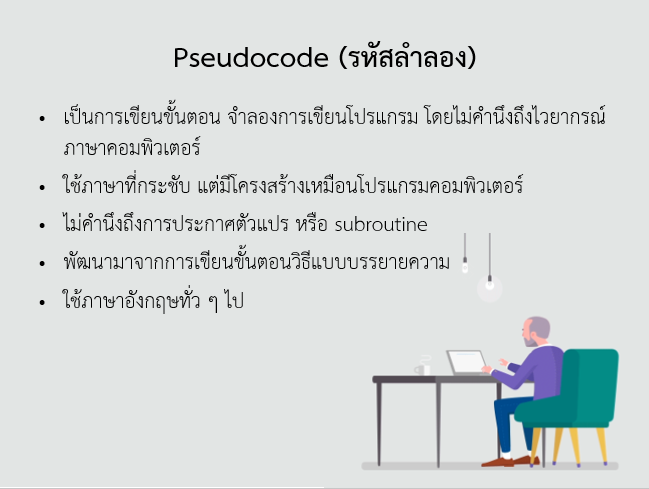 Pseudocode (รหัสลำลอง)
• เป็นการเขียนขั้นตอน จำลองการเขียนโปรแกรม โดยไม่คำนึงถึงไวยากรณ์
ภาษาคอมพิวเตอร์
• ใช้ภาษาที่กระชับ แต่มีโครงสร้างเหมือนโปรแกรมคอมพิวเตอร์
• ไม่คำนึงถึงการประกาศตัวแปร หรือ subroutine
• พัฒนามาจากการเขียนขั้นตอนวิธีแบบบรรยายความ
• ใช้ภาษาอังกฤษทั่ว ๆ ไป